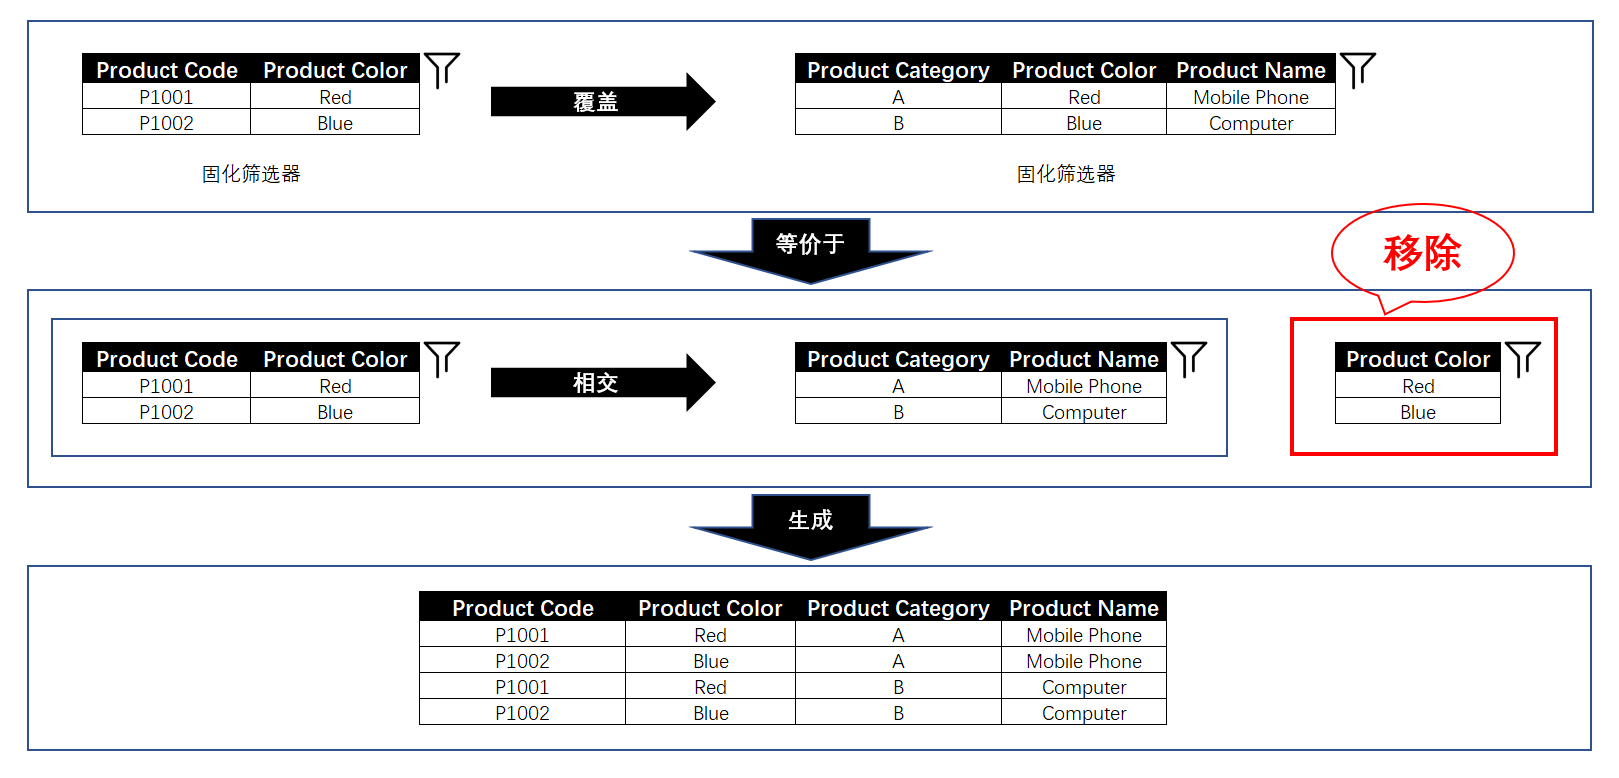 Product Code Product Color
P1001 Red
P1002 Blue
固化筛选器
覆盖
Product Category Product Color Product Name
A Red Mobile Phone
B Blue Computer
固化筛选器
等价于
移除
Product Code Product Color
P1001 Red
P1002 Blue
相交
Product Category Product Name
A Mobile Phone
B Computer
Product Color
Red
Blue
生成
Product Code Product Color Product Category Product Name
P1001 Red A Mobile Phone
P1002 Blue A Mobile Phone
P1001 Red B Computer
P1002 Blue B Computer